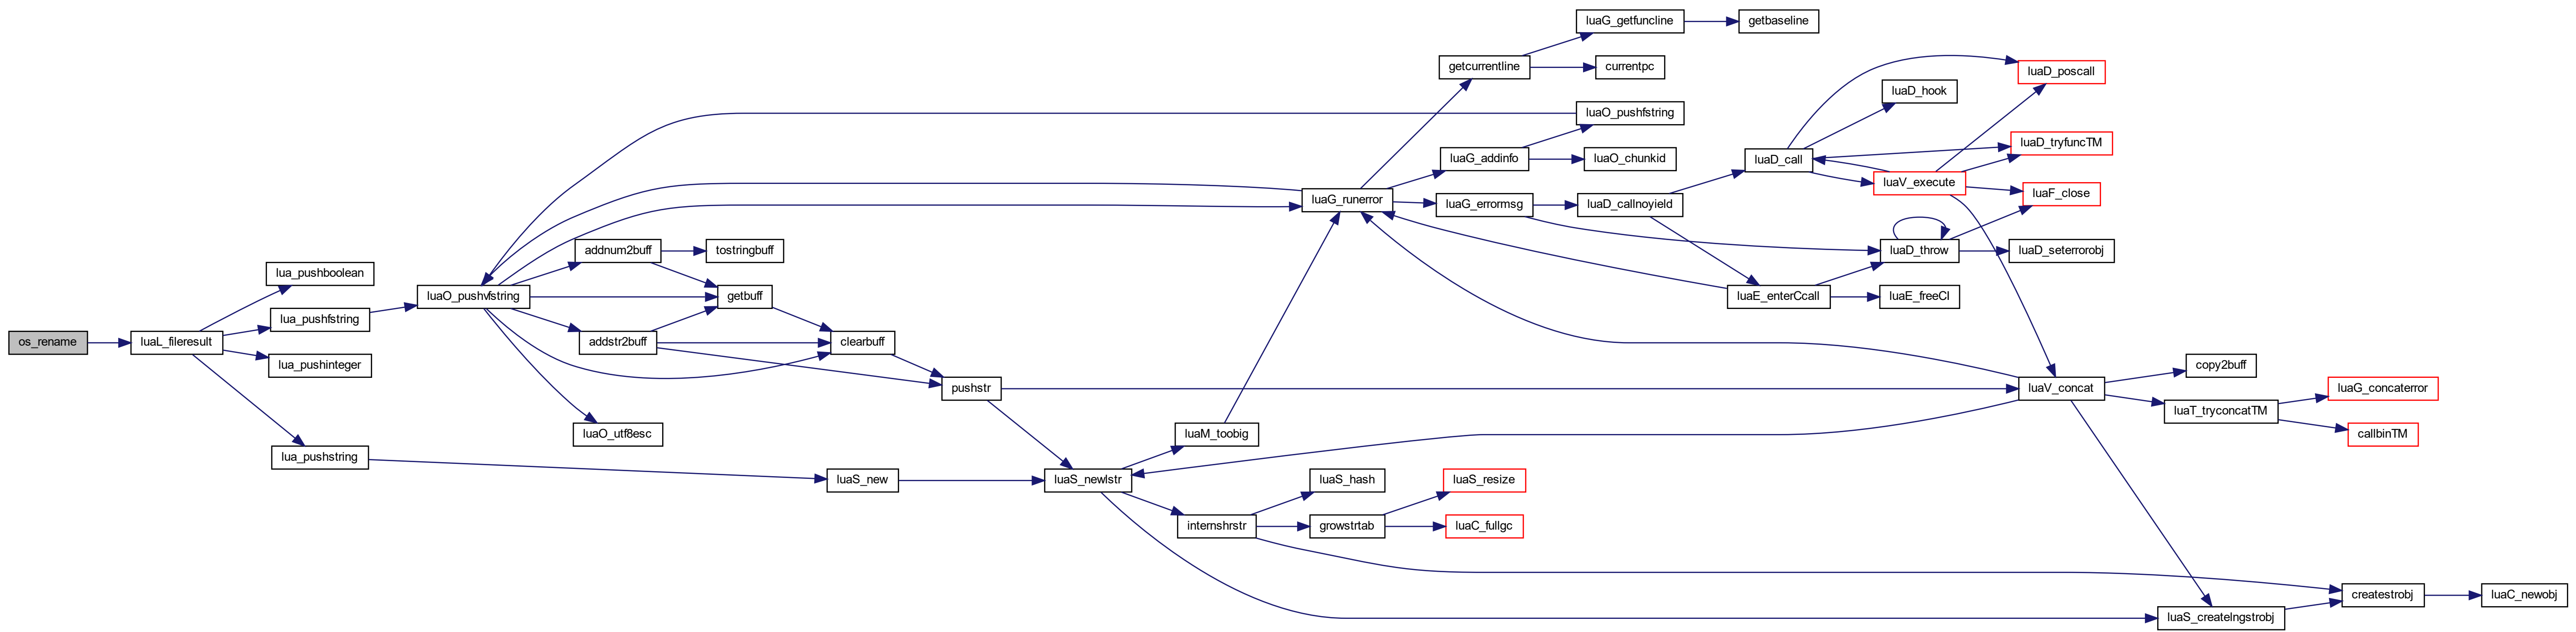 os_rename
luaL_fileresult
lua_pushboolean
lua_pushfstring
lua_pushinteger
lua_pushstring
luaO_pushvfstring
addnum2buff
tostringbuff
getbuff
addstr2buff
clearbuff
luaO_utf8esc
pushstr
luaS_new
luaS_newlstr
luaM_toobig
internshrstr
luaS_hash
growstrtab
luaS_resize
luaC_fullgc
luaG_runerror
getcurrentline
luaG_getfuncline
getbaseline
currentpc
luaG_addinfo
luaO_pushfstring
luaO_chunkid
luaG_errormsg
luaD_callnoyield
luaD_call
luaD_poscall
luaD_hook
luaD_tryfuncTM
luaV_execute
luaF_close
luaD_throw
luaD_seterrorobj
luaE_enterCcall
luaE_freeCI
luaV_concat
copy2buff
luaT_tryconcatTM
luaG_concaterror
callbinTM
luaS_createlngstrobj
createstrobj
luaC_newobj